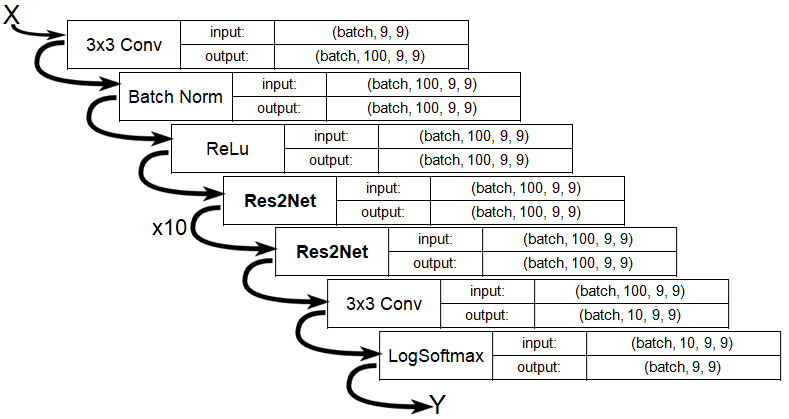 X
3x3 Conv input: (batch, 9, 9)
output: (batch, 100, 9, 9)
Batch Norm input: (batch, 100, 9, 9)
output: (batch, 100, 9, 9)
ReLu input: (batch, 100, 9, 9)
output: (batch, 100, 9, 9)
Res2Net input: (batch, 100, 9, 9)
output: (batch, 100, 9, 9)
x10
Res2Net input: (batch, 100, 9, 9)
output: (batch, 100, 9, 9)
3x3 Conv input: (batch, 100, 9, 9)
output: (batch, 10, 9, 9)
LogSoftmax input: (batch, 10, 9, 9)
output: (batch, 9, 9)
Y